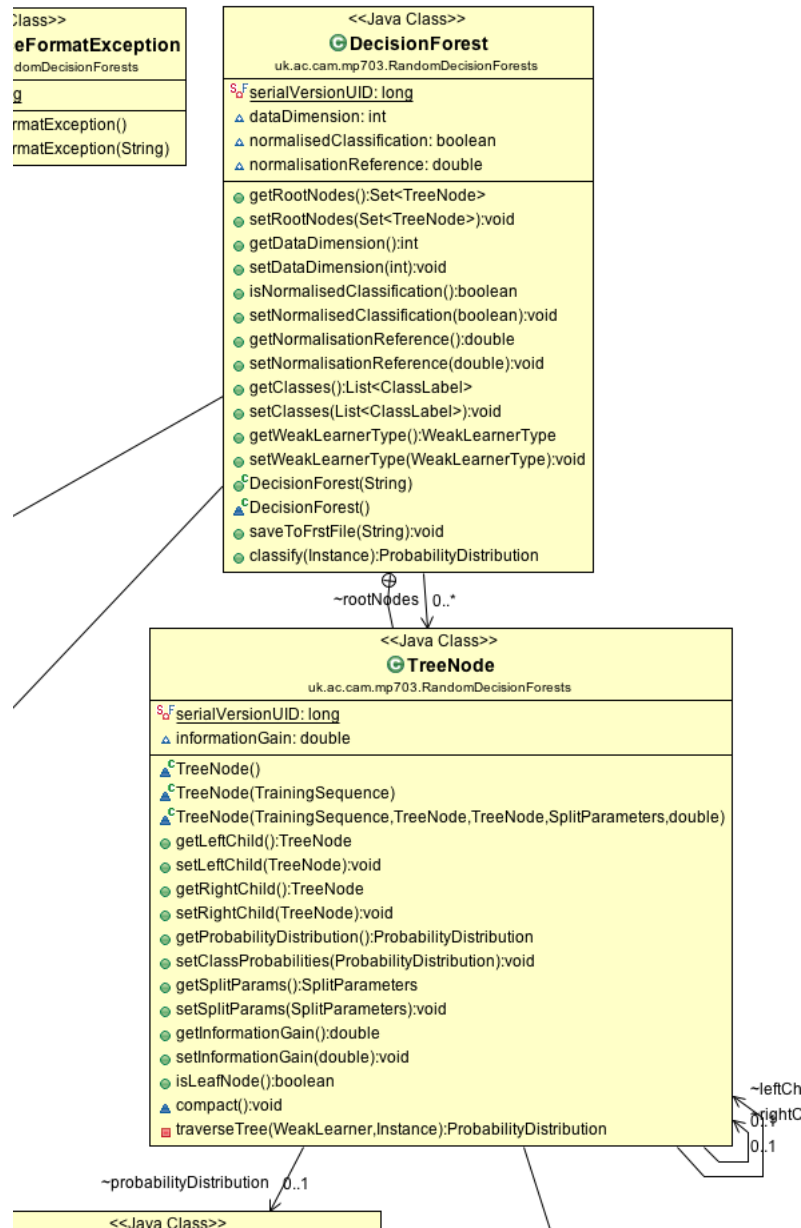 Class>>
eFormatException
domDecisionForests
g
rmatException()
rmatException(String)
<<Java Class>>
DecisionForest
uk.ac.cam.mp703.RandomDecisionForests
serialVersionUID: long
dataDimension: int
normalisedClassification: boolean
normalisationReference: double
getRootNodes():Set<TreeNode>
setRootNodes(Set<TreeNode>):void
getDataDimension():int
setDataDimension(int):void
isNormalisedClassification():boolean
setNormalisedClassification(boolean):void
getNormalisationReference():double
setNormalisationReference(double):void
getClasses():List<ClassLabel>
setClasses(List<ClassLabel>):void
getWeakLearnerType():WeakLearnerType
setWeakLearnerType(WeakLearnerType):void
DecisionForest(String)
DecisionForest()
saveToFrstFile(String):void
classify(Instance):ProbabilityDistribution
~rootNodes 0..*
<<Java Class>>
TreeNode
uk.ac.cam.mp703.RandomDecisionForests
serialVersionUID: long
informationGain: double
TreeNode()
TreeNode(TrainingSequence)
TreeNode(TrainingSequence,TreeNode,TreeNode,SplitParameters,double)
getLeftChild():TreeNode
setLeftChild(TreeNode):void
getRightChild():TreeNode
setRightChild(TreeNode):void
getProbabilityDistribution():ProbabilityDistribution
setClassProbabilities(ProbabilityDistribution):void
getSplitParams():SplitParameters
setSplitParams(SplitParameters):void
getInformationGain():double
setInformationGain(double):void
isLeafNode():boolean
compact():void
traverseTree(WeakLearner,Instance):ProbabilityDistribution
~leftCh
~rightC
0..1
0..1
~probabilityDistribution 0..1
<<Java Class>>